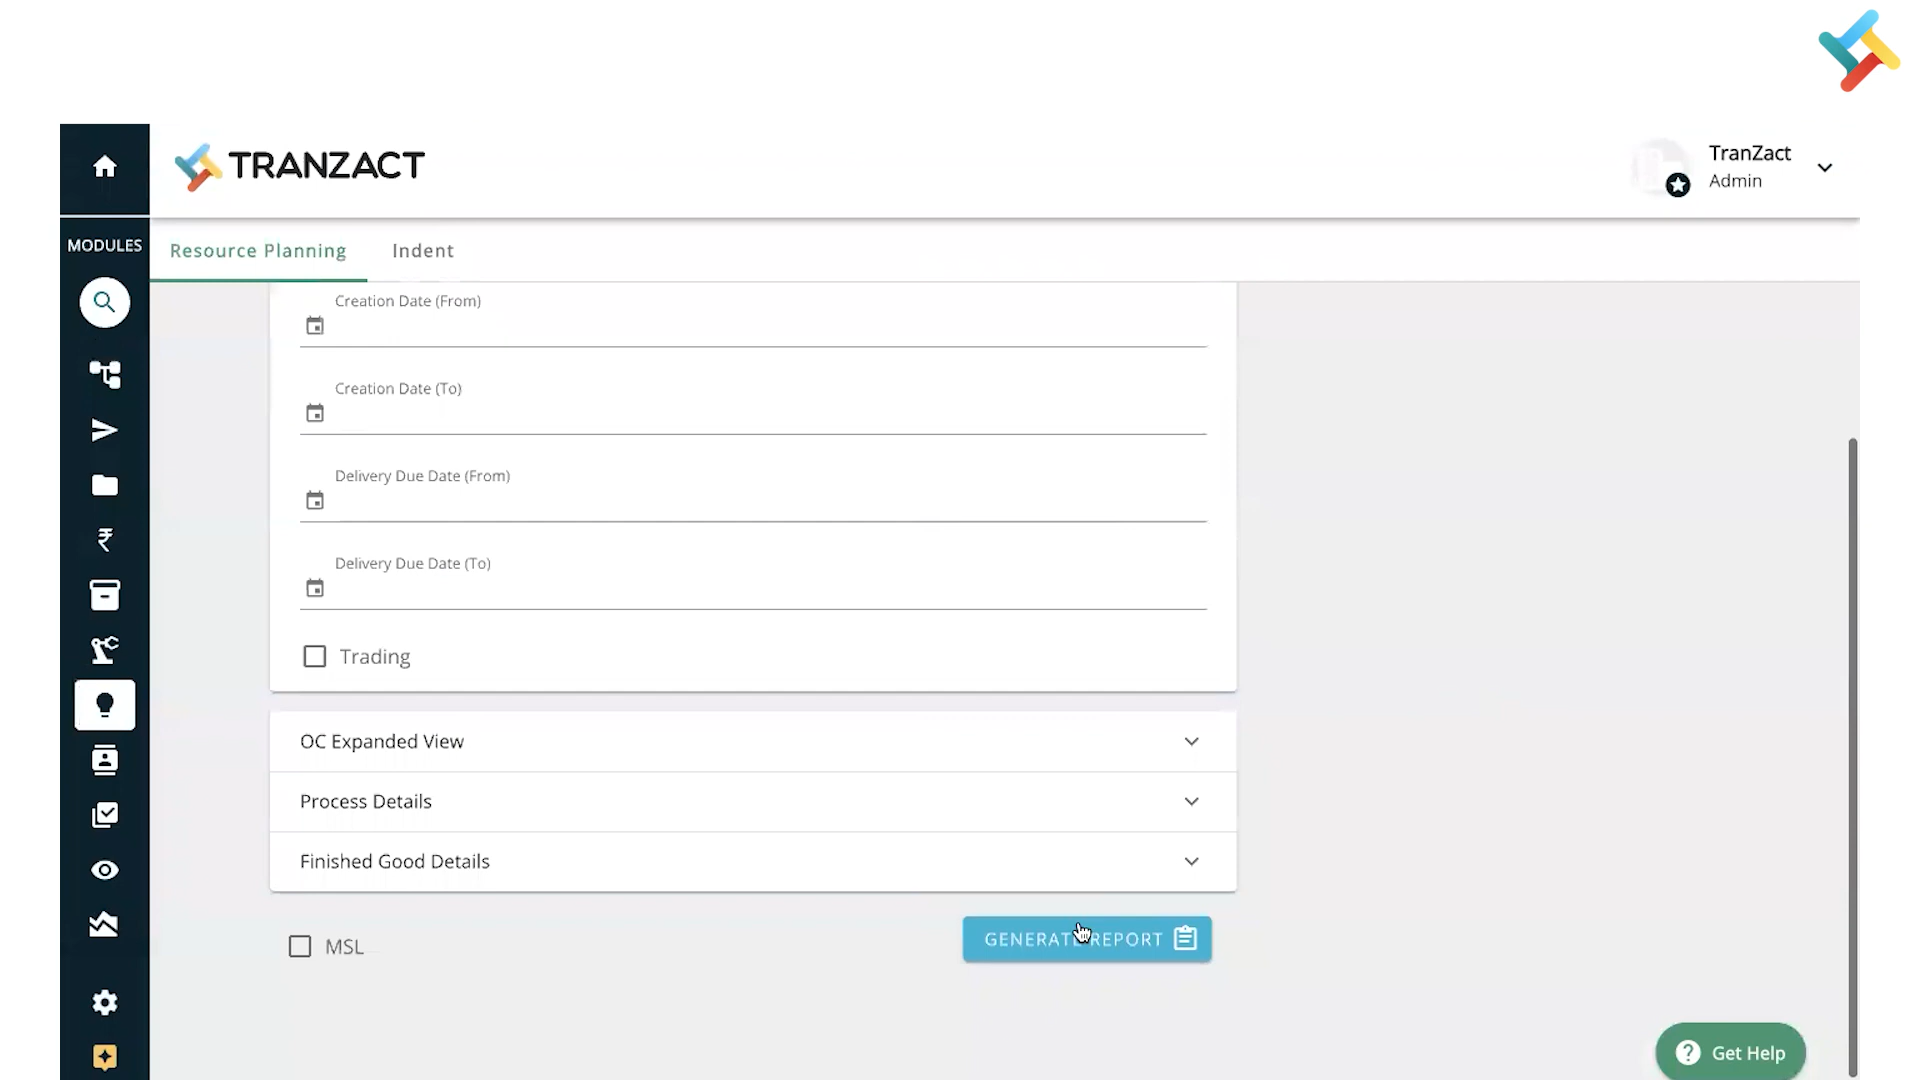 TRANZACT
TranZact
Admin
MODULES
Resource Planning
Indent
Creation Date (From)
Creation Date (To)
Delivery Due Date (From)
Delivery Due Date (To)
Trading
OC Expanded View
Process Details
Finished Good Details
MSL
GENERATE REPORT
Get Help